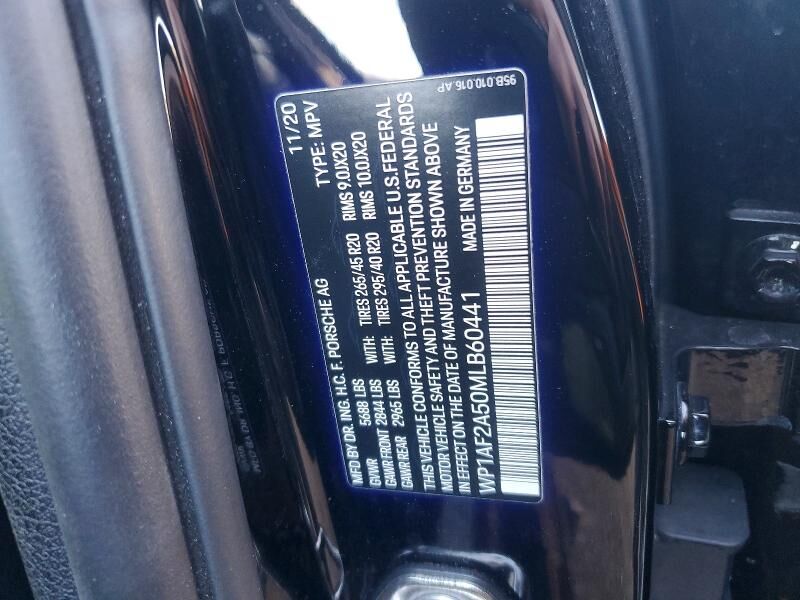 95B.010.016.AP
MFD BY DR. ING. H.C. F. PORSCHE AG 11/20
GVWR 5688 LBS TYPE: MPV
GAWR FRONT 2844 LBS WITH: TIRES 265/45 R20 RIMS 9.0JX20
GAWR REAR 2965 LBS WITH: TIRES 295/40 R20 RIMS 10.0JX20
THIS VEHICLE CONFORMS TO ALL APPLICABLE U.S. FEDERAL
MOTOR VEHICLE SAFETY AND THEFT PREVENTION STANDARDS
IN EFFECT ON THE DATE OF MANUFACTURE SHOWN ABOVE
WP1AF2A50MLB60441 MADE IN GERMANY